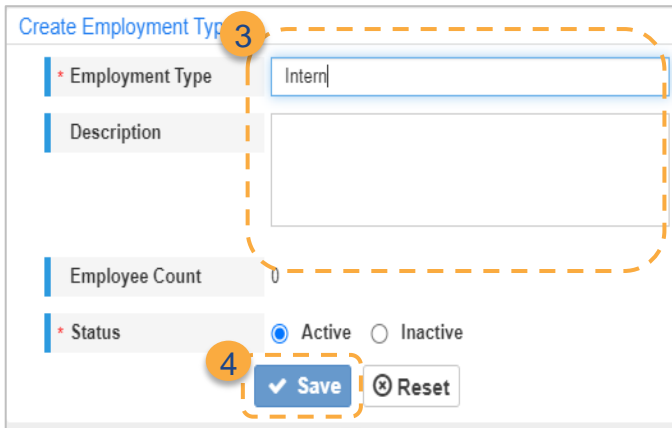 Create Employment Typ
3
* Employment Type Intern
Description
Employee Count 0
* Status Active Inactive
4
Save Reset